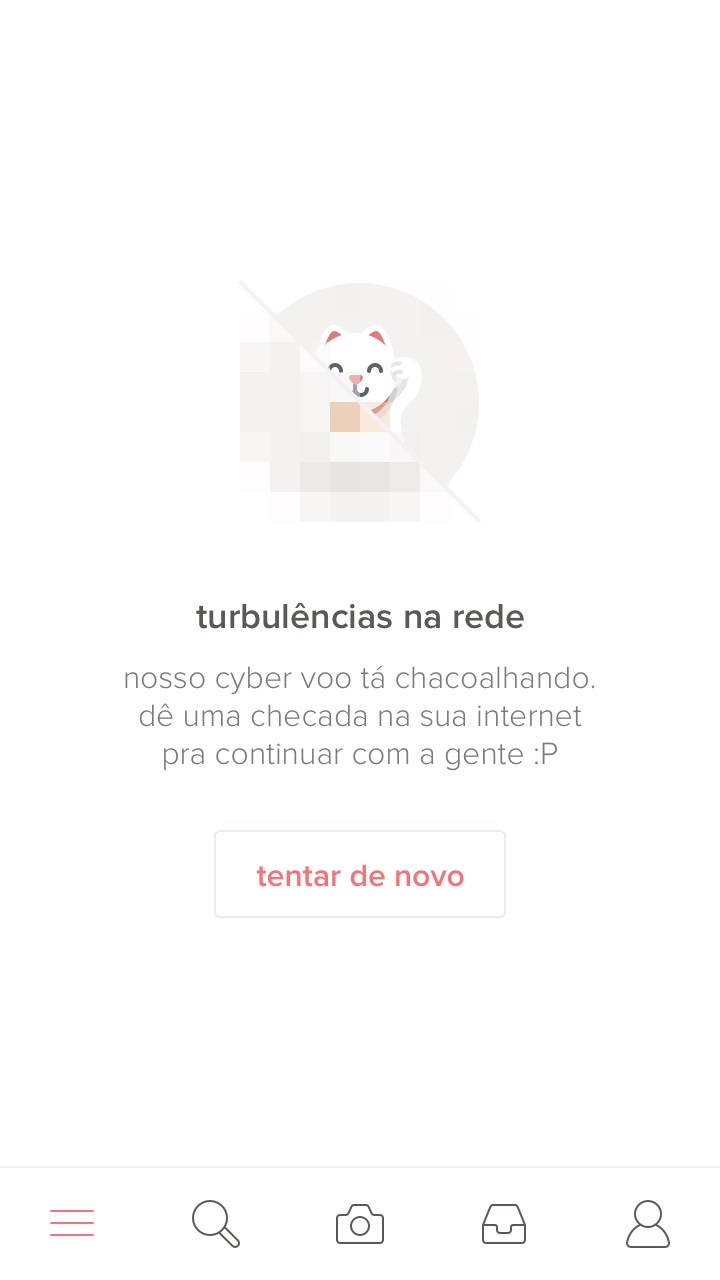 turbulências na rede
nosso cyber voo tá chacoalhando.
dê uma checada na sua internet
pra continuar com a gente :P
tentar de novo